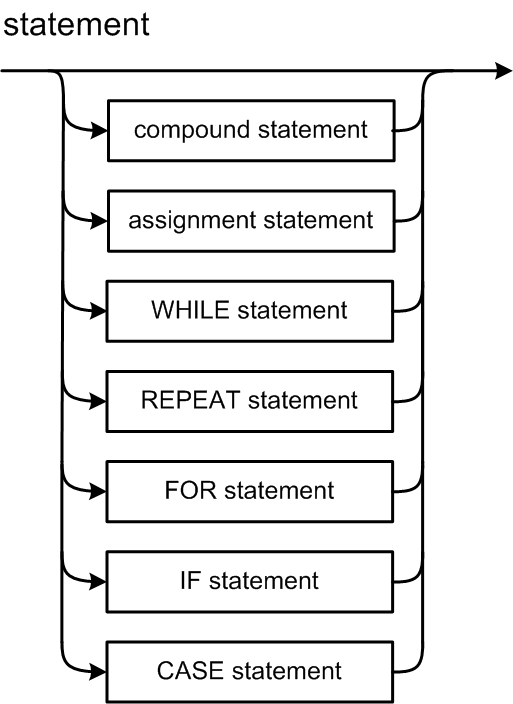 statement
compound statement
assignment statement
WHILE statement
REPEAT statement
FOR statement
IF statement
CASE statement